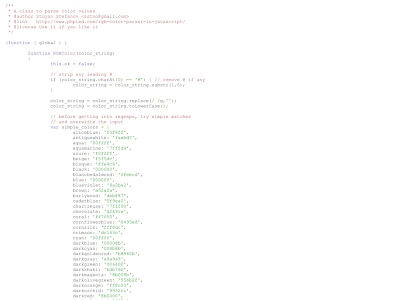 /**
* A class to parse color values
* @author Stoyan Stefanov <sstoo@gmail.com>
* @link   http://www.phpied.com/rgb-color-parser-in-javascript/
* @license Use it if you like it
*/
(function ( global ) {
function RGBColor(color_string)
{
this.ok = false;
// strip any leading #
if (color_string.charAt(0) == '#') { // remove # if any
color_string = color_string.substr(1,6);
}
color_string = color_string.replace(/ /g,'');
color_string = color_string.toLowerCase();
// before getting into regexps, try simple matches
// and overwrite the input
var simple_colors = {
aliceblue: 'f0f8ff',
antiquewhite: 'faebd7',
aqua: '00ffff',
aquamarine: '7fffd4',
azure: 'f0ffff',
beige: 'f5f5dc',
bisque: 'ffe4c4',
black: '000000',
blanchedalmond: 'ffebcd',
blue: '0000ff',
blueviolet: '8a2be2',
brown: 'a52a2a',
burlywood: 'deb887',
cadetblue: '5f9ea0',
chartreuse: '7fff00',
chocolate: 'd2691e',
coral: 'ff7f50',
cornflowerblue: '6495ed',
cornsilk: 'fff8dc',
crimson: 'dc143c',
cyan: '00ffff',
darkblue: '00008b',
darkcyan: '008b8b',
darkgoldenrod: 'b8860b',
darkgray: 'a9a9a9',
darkgreen: '006400',
darkkhaki: 'bdb76b',
darkmagenta: '8b008b',
darkolivegreen: '556b2f',
darkorange: 'ff8c00',
darkorchid: '9932cc',
darkred: '8b0000',